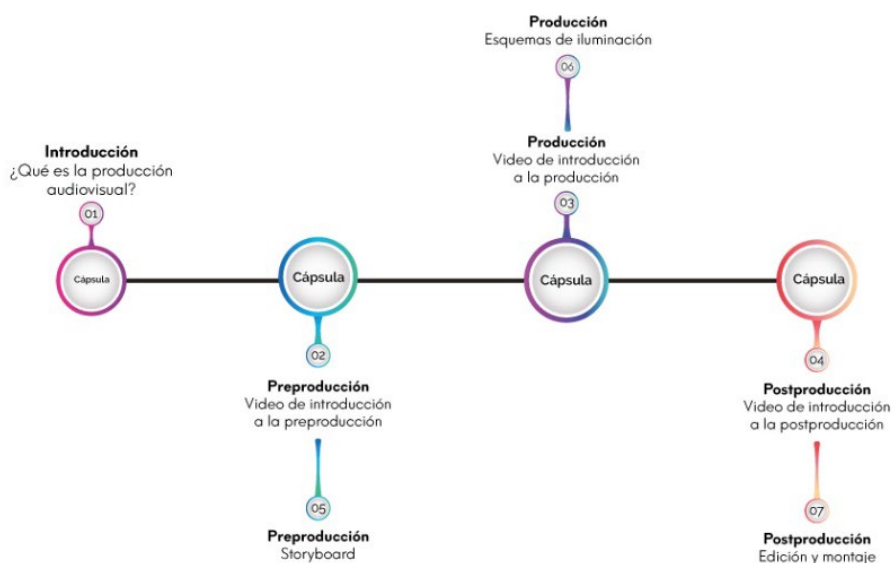 Introducción
¿Qué es la producción
audiovisual?
01
Cápsula
Cápsula
02
Preproducción
Video de introducción
a la preproducción
05
Preproducción
Storyboard
Producción
Esquemas de iluminación
06
Producción
Video de introducción
a la producción
03
Cápsula
Cápsula
04
Postproducción
Video de introducción
a la postproducción
07
Postproducción
Edición y montaje